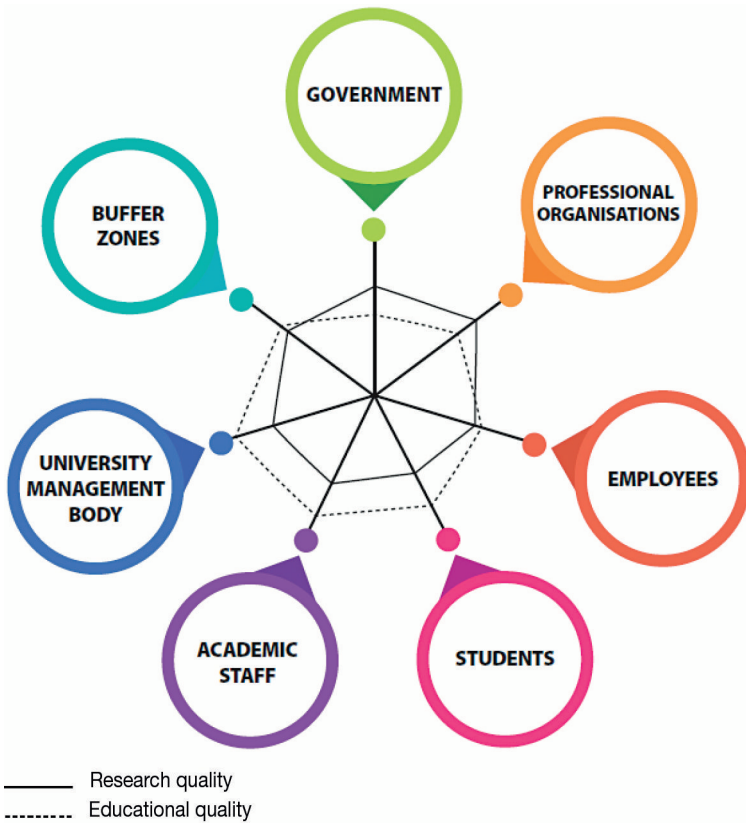 GOVERNMENT
PROFESSIONAL
ORGANISATIONS
BUFFER
ZONES
UNIVERSITY
MANAGEMENT
BODY
EMPLOYEES
ACADEMIC
STAFF
STUDENTS
Research quality
Educational quality